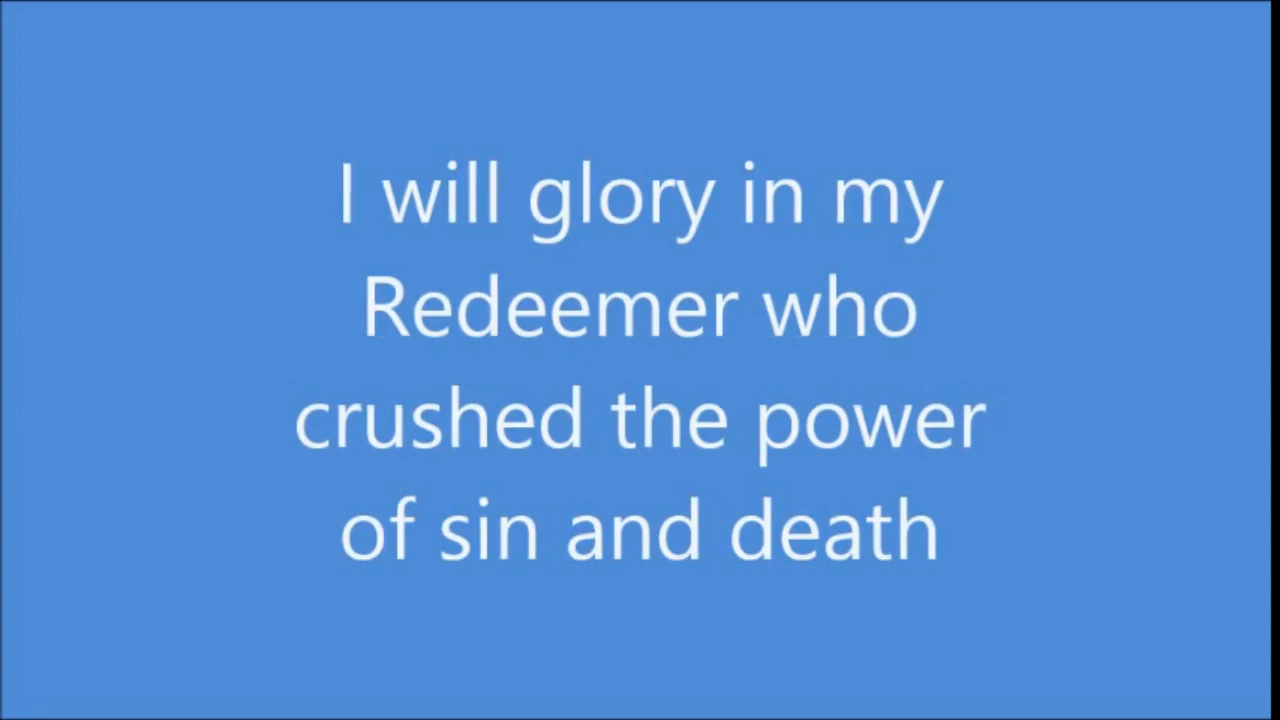 I will glory in my
Redeemer who
crushed the power
of sin and death